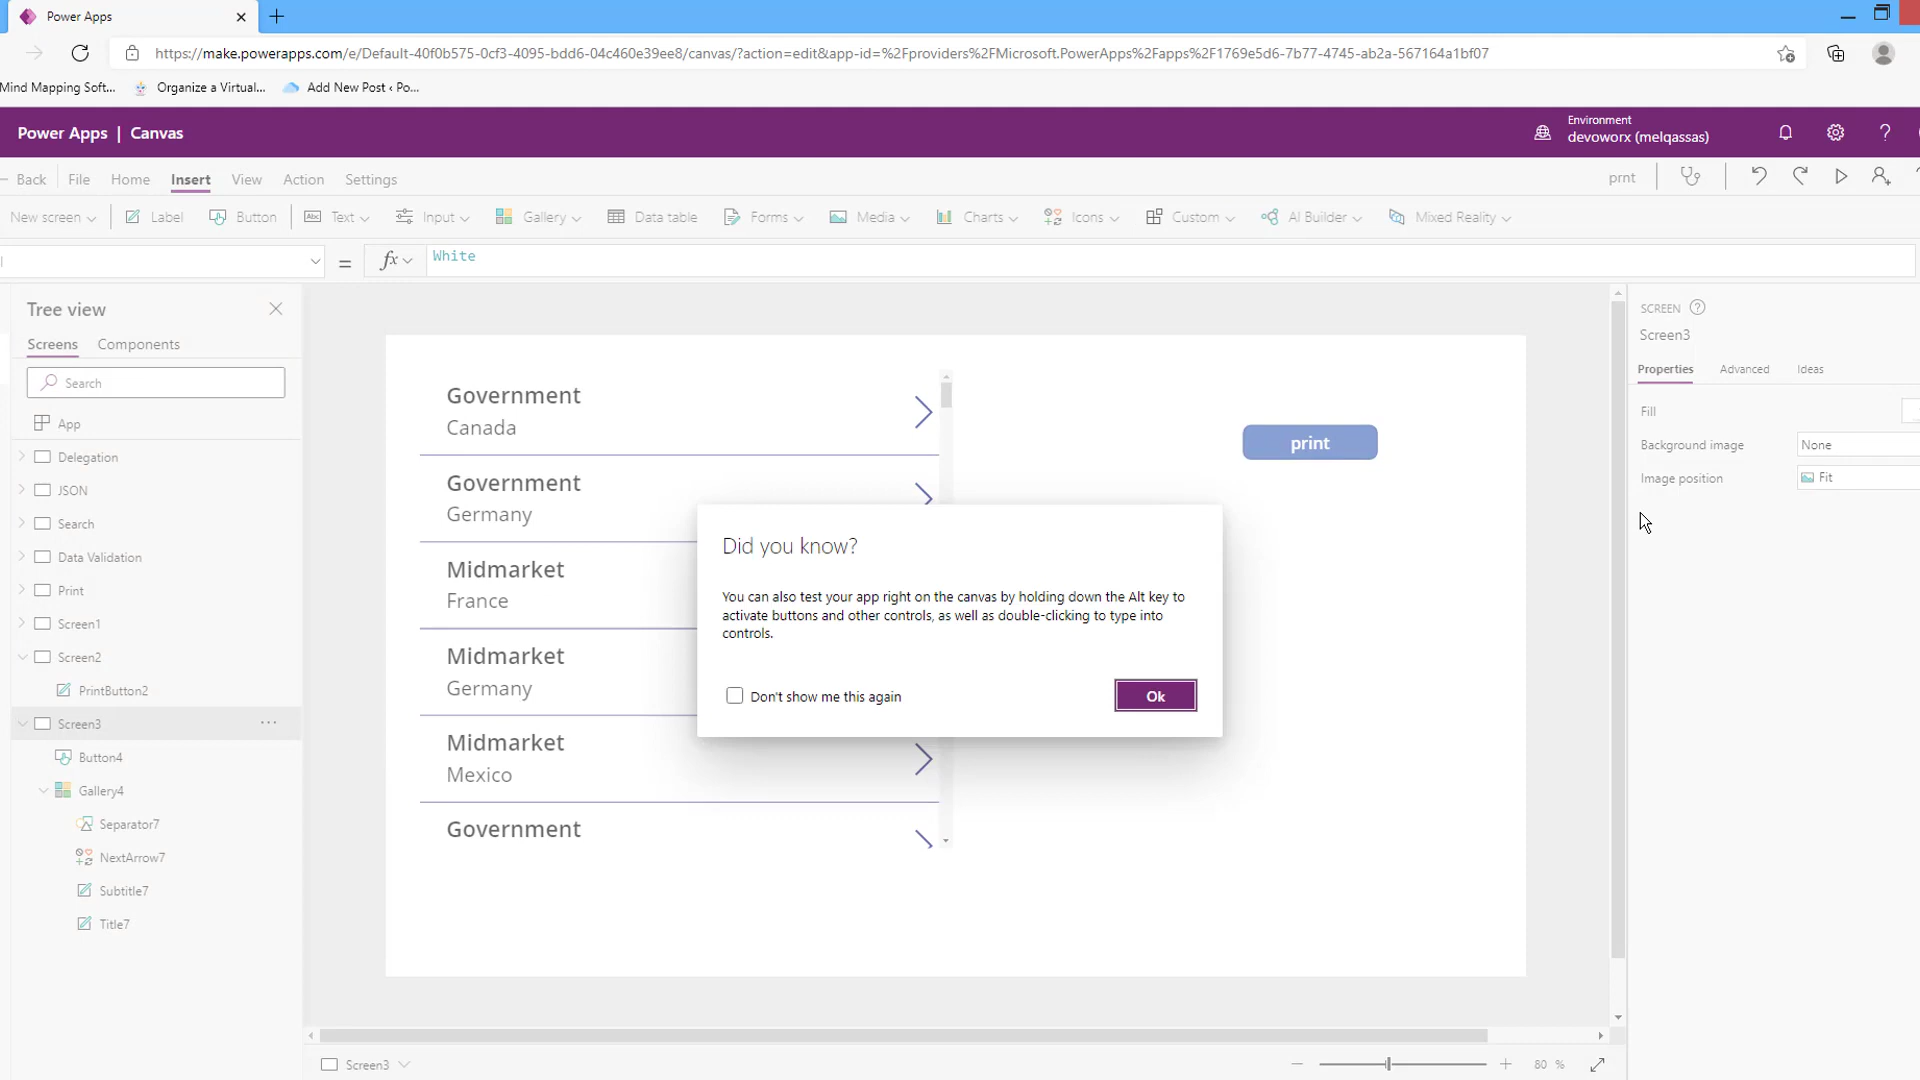 Power Apps
https://make.powerapps.com/e/Default-40f0b575-0cf3-4095-bdd6-04c460e39ee8/canvas/?action=edit&app-id=%2Fproviders%2FMicrosoft.PowerApps%2Fapps%2F1769e5d6-7b77-4745-ab2a-567164a1bf07
Mind Mapping Soft... Organize a Virtual... Add New Post ‹ Po...
Power Apps | Canvas
Environment
devoworx (melqassas)
Back File Home Insert View Action Settings prnt
New screen Label Button Text Input Gallery Data table Forms Media Charts Icons Custom AI Builder Mixed Reality
= fx White
Tree view
Screens Components
Search
App
Delegation
JSON
Search
Data Validation
Print
Screen1
Screen2
PrintButton2
Screen3
Button4
Gallery4
Separator7
NextArrow7
Subtitle7
Title7
Government
Canada
Government
Germany
Midmarket
France
Midmarket
Germany
Midmarket
Mexico
Government
print
Did you know?
You can also test your app right on the canvas by holding down the Alt key to
activate buttons and other controls, as well as double-clicking to type into
controls.
Don't show me this again
Ok
SCREEN
Screen3
Properties Advanced Ideas
Fill
Background image None
Image position Fit
Screen3
80 %